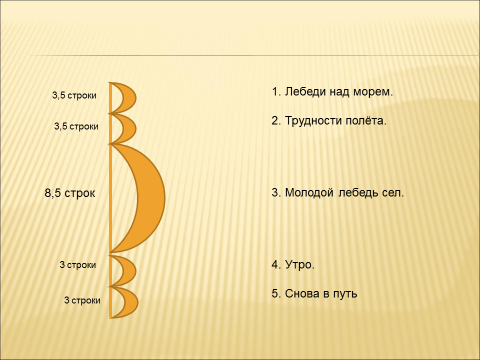 3,5 строки
1. Лебеди над морем.
3,5 строки
2. Трудности полёта.
8,5 строк
3. Молодой лебедь сел.
3 строки
4. Утро.
3 строки
5. Снова в путь